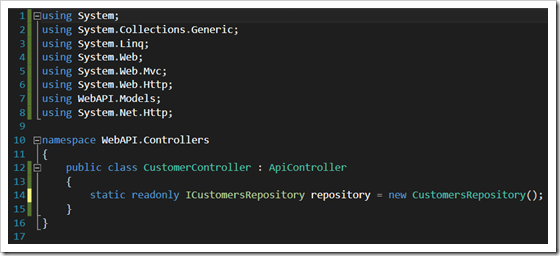 1 using System;
2 using System.Collections.Generic;
3 using System.Linq;
4 using System.Web;
5 using System.Web.Mvc;
6 using System.Web.Http;
7 using WebAPI.Models;
8 using System.Net.Http;
9
10 namespace WebAPI.Controllers
11 {
12 public class CustomerController : ApiController
13 {
14 static readonly ICustomersRepository repository = new CustomersRepository();
15 }
16 }
17